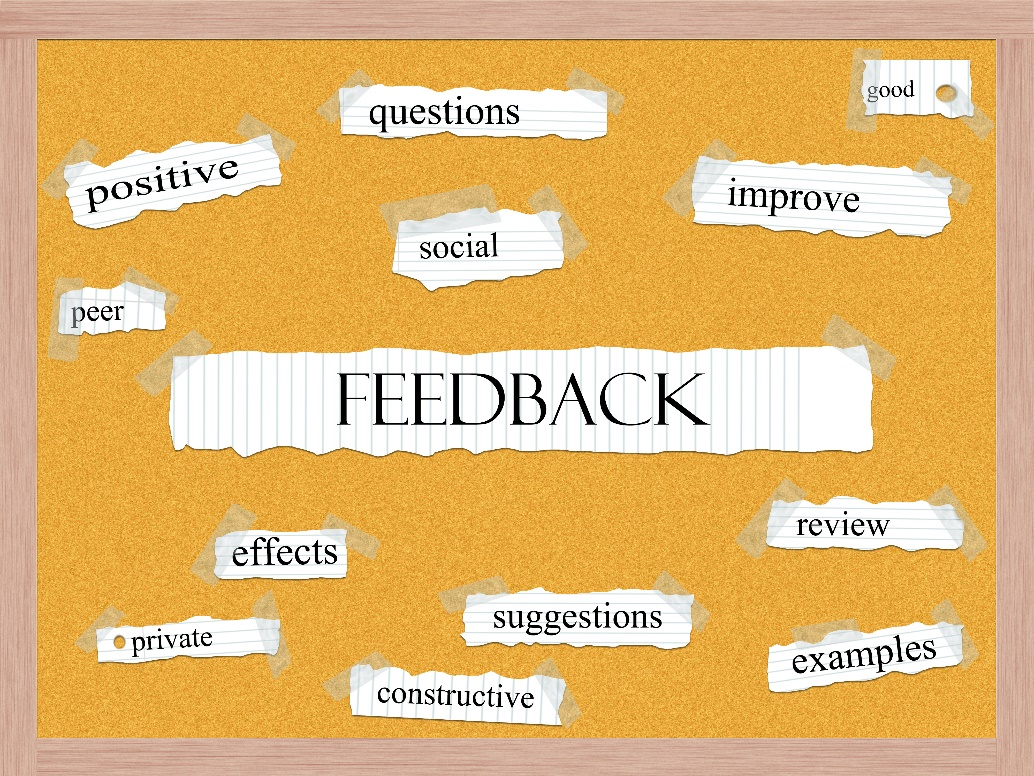 good
questions
positive
improve
social
peer
FEEDBACK
review
effects
suggestions
private
examples
constructive